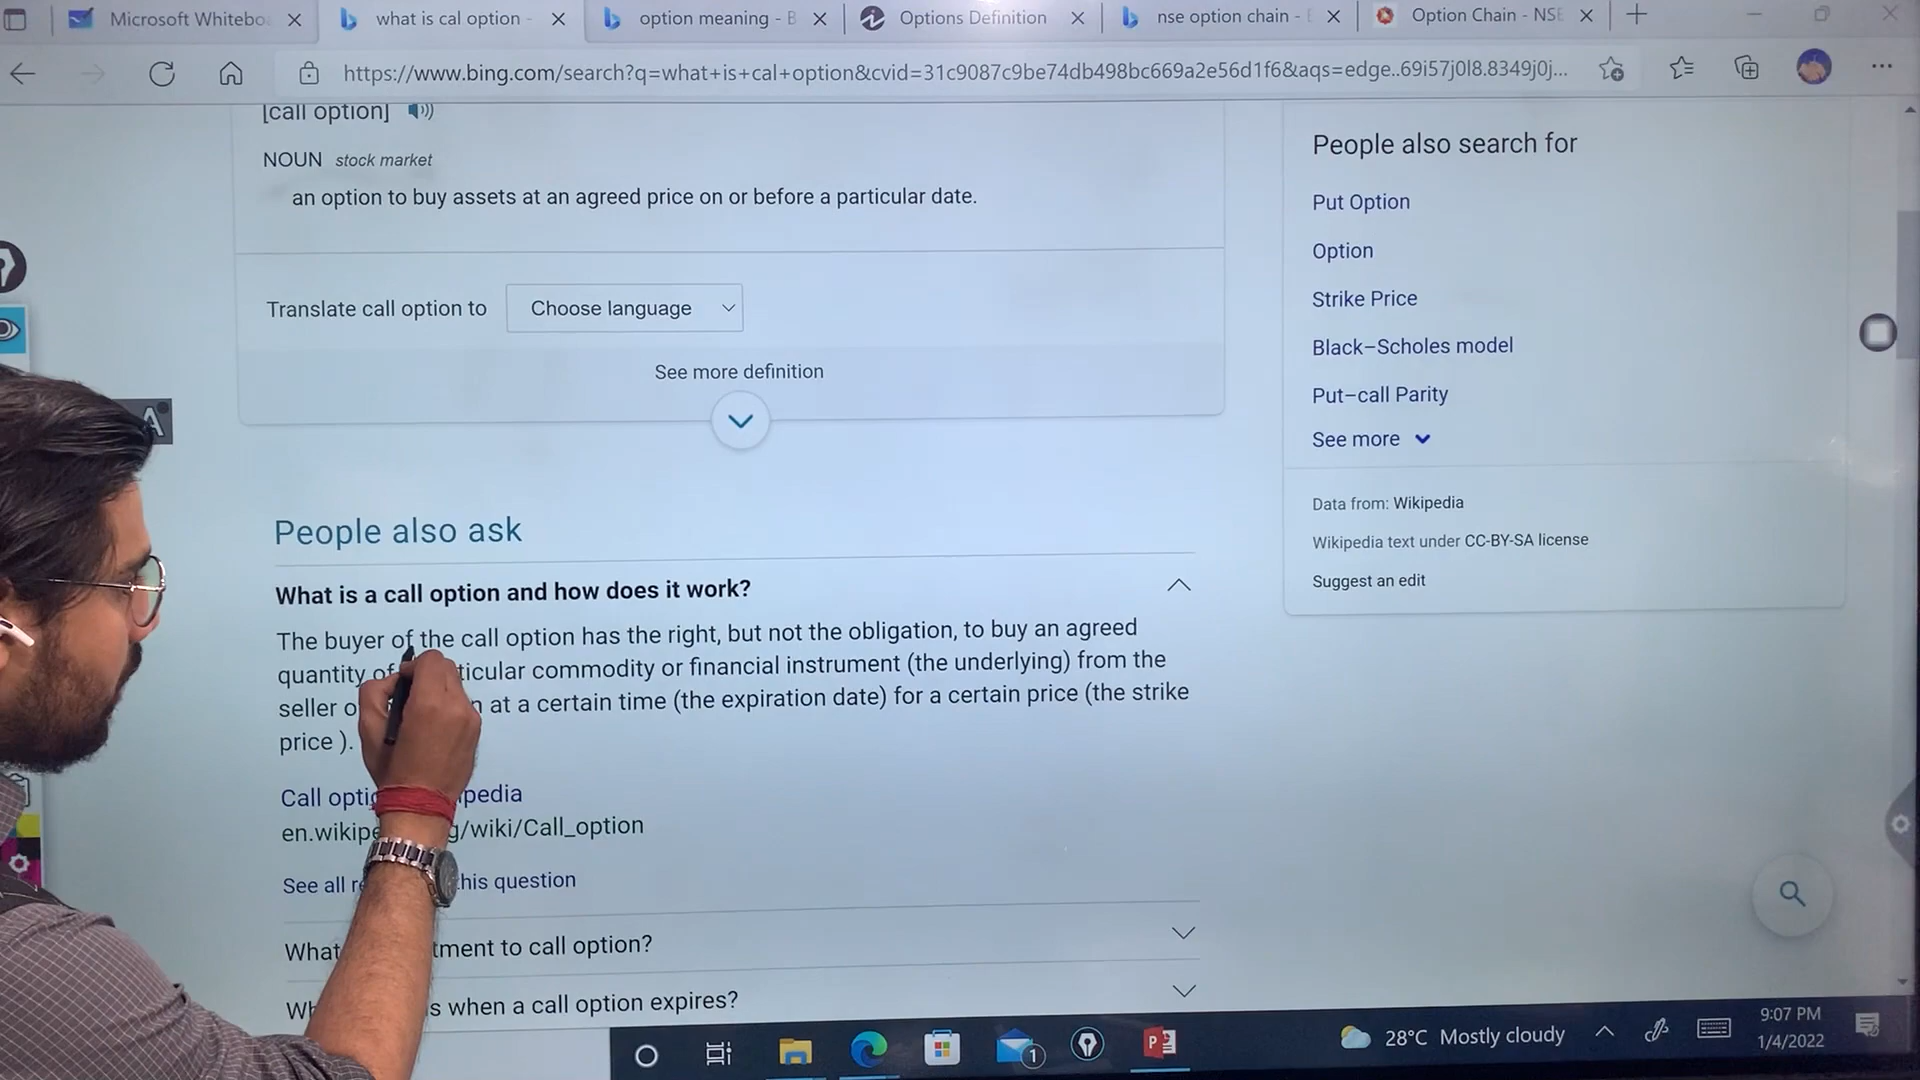 Microsoft Whitebo
what is cal option -
option meaning - B
Options Definition
nse option chain -
Option Chain - NSE
https://www.bing.com/search?q=what+is+cal+option&cvid=31c9087c9be74db498bc669a2e56d1f6&aqs=edge..69i57j0l8.8349j0j...
[call option]
NOUN stock market
an option to buy assets at an agreed price on or before a particular date.
Translate call option to
Choose language
See more definition
People also ask
What is a call option and how does it work?
The buyer of the call option has the right, but not the obligation, to buy an agreed
quantity of ticular commodity or financial instrument (the underlying) from the
seller o n at a certain time (the expiration date) for a certain price (the strike
price ).
Call opti pedia
en.wikipe g/wiki/Call_option
See all re his question
What tment to call option?
Wh s when a call option expires?
People also search for
Put Option
Option
Strike Price
Black-Scholes model
Put-call Parity
See more
Data from: Wikipedia
Wikipedia text under CC-BY-SA license
Suggest an edit
A
1
P
28°C Mostly cloudy
9:07 PM
1/4/2022